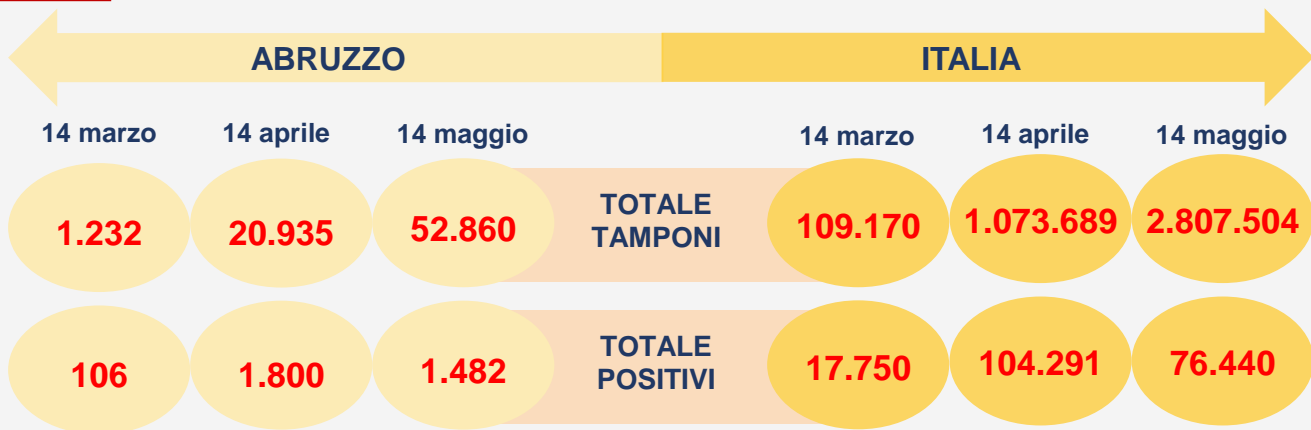 ABRUZZO ITALIA
14 marzo 14 aprile 14 maggio 14 marzo 14 aprile 14 maggio
1.232 20.935 52.860 TOTALE TAMPONI 109.170 1.073.689 2.807.504
106 1.800 1.482 TOTALE POSITIVI 17.750 104.291 76.440